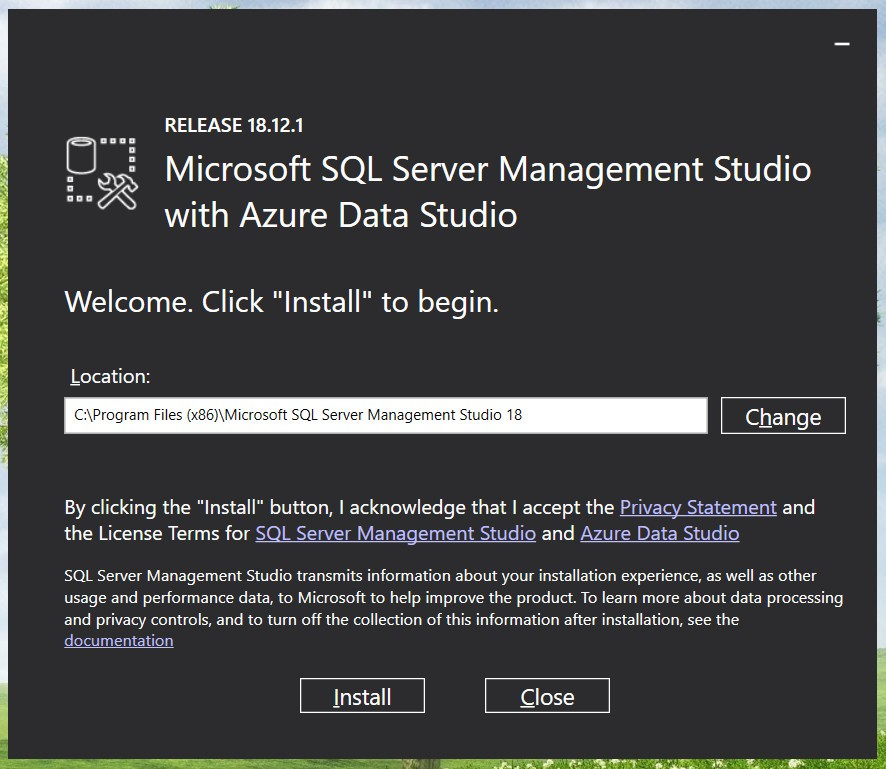 RELEASE 18.12.1
Microsoft SQL Server Management Studio
with Azure Data Studio
Welcome. Click "Install" to begin.
Location:
C:\Program Files (x86)\Microsoft SQL Server Management Studio 18
Change
By clicking the "Install" button, I acknowledge that I accept the Privacy Statement and
the License Terms for SQL Server Management Studio and Azure Data Studio
SQL Server Management Studio transmits information about your installation experience, as well as other
usage and performance data, to Microsoft to help improve the product. To learn more about data processing
and privacy controls, and to turn off the collection of this information after installation, see the
documentation
Install
Close